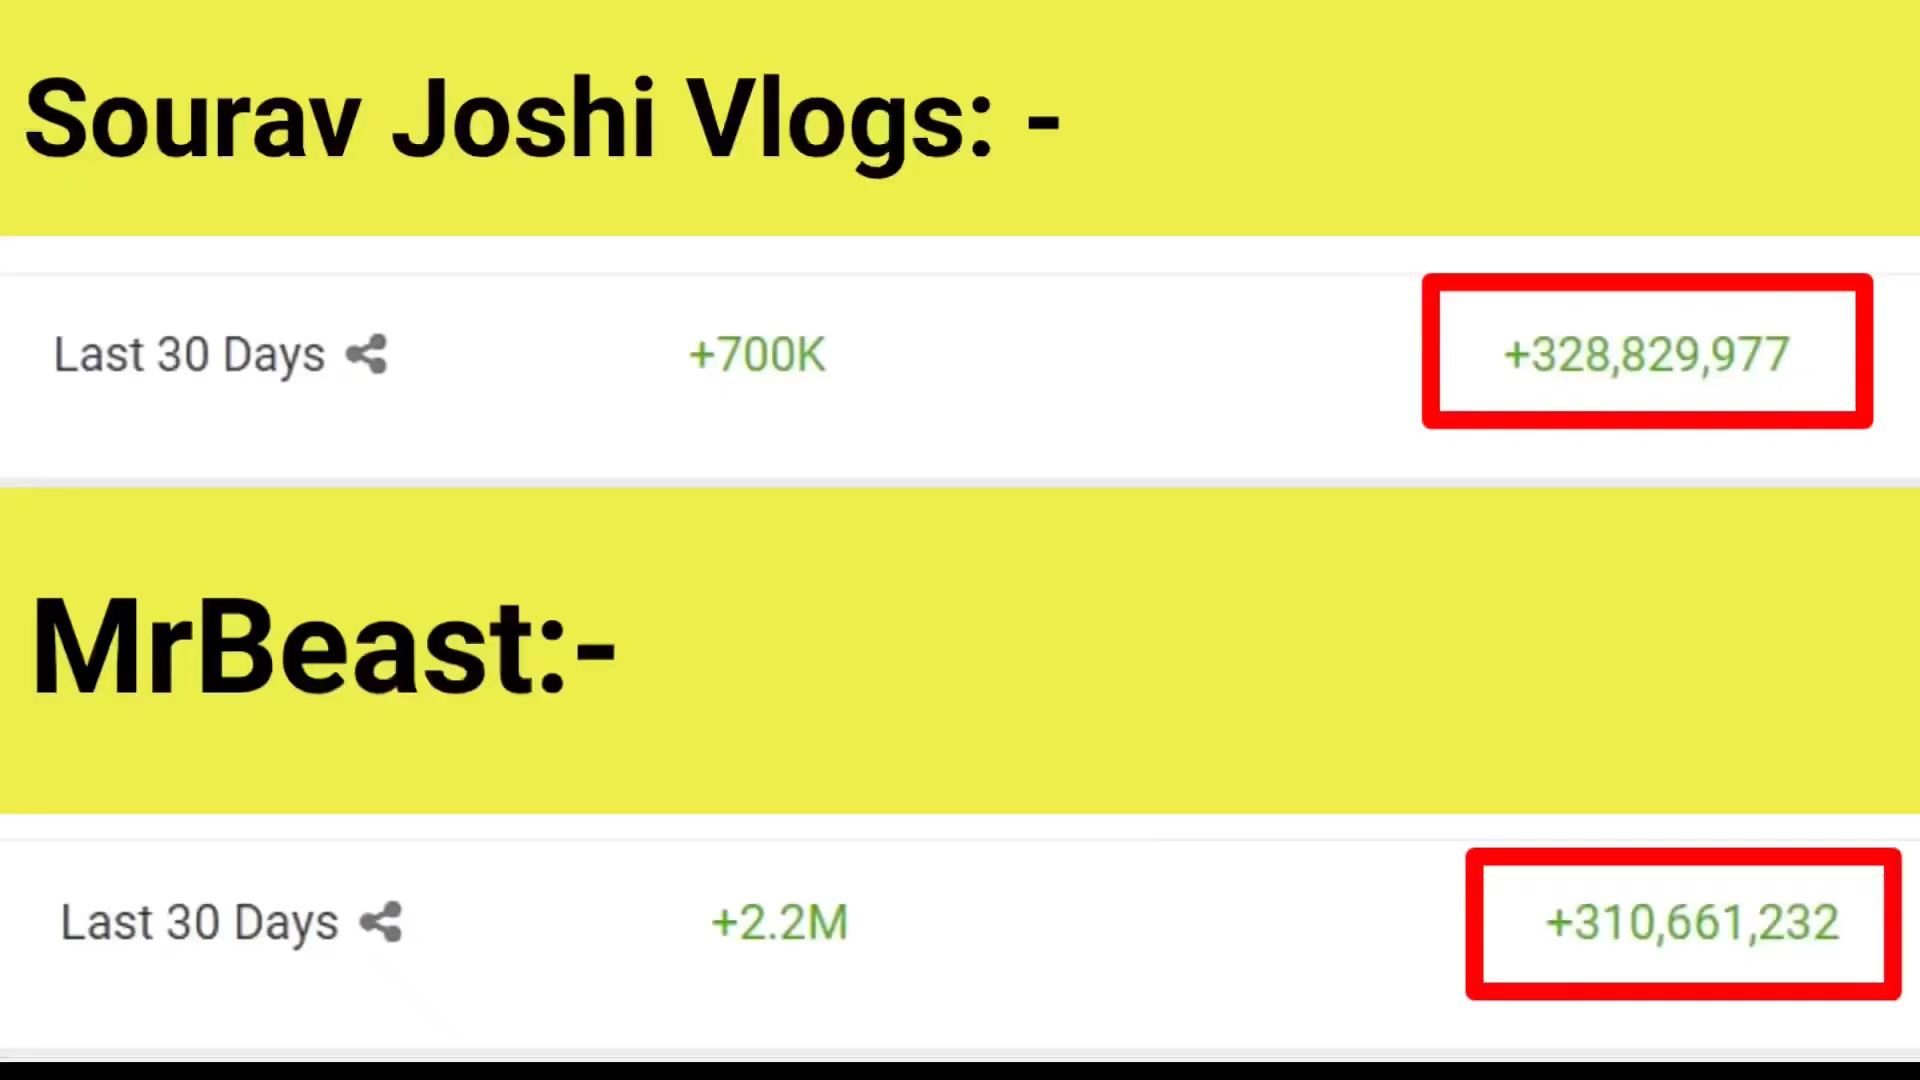 Sourav Joshi Vlogs: -
Last 30 Days +700K +328,829,977
MrBeast:-
Last 30 Days +2.2M +310,661,232